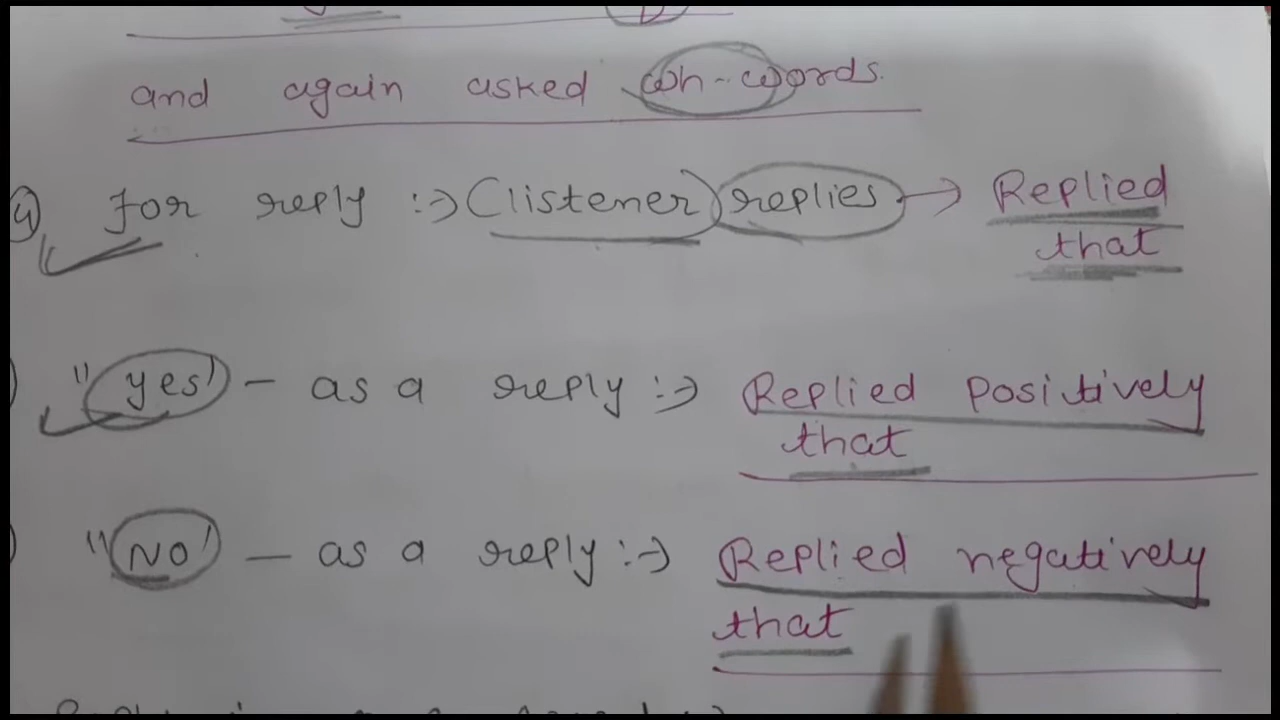 and again asked wh-words.
4) for reply :→ (listener) replies → Replied
that
"yes" – as a reply :→ Replied positively
that
"NO" – as a reply :→ Replied negatively
that